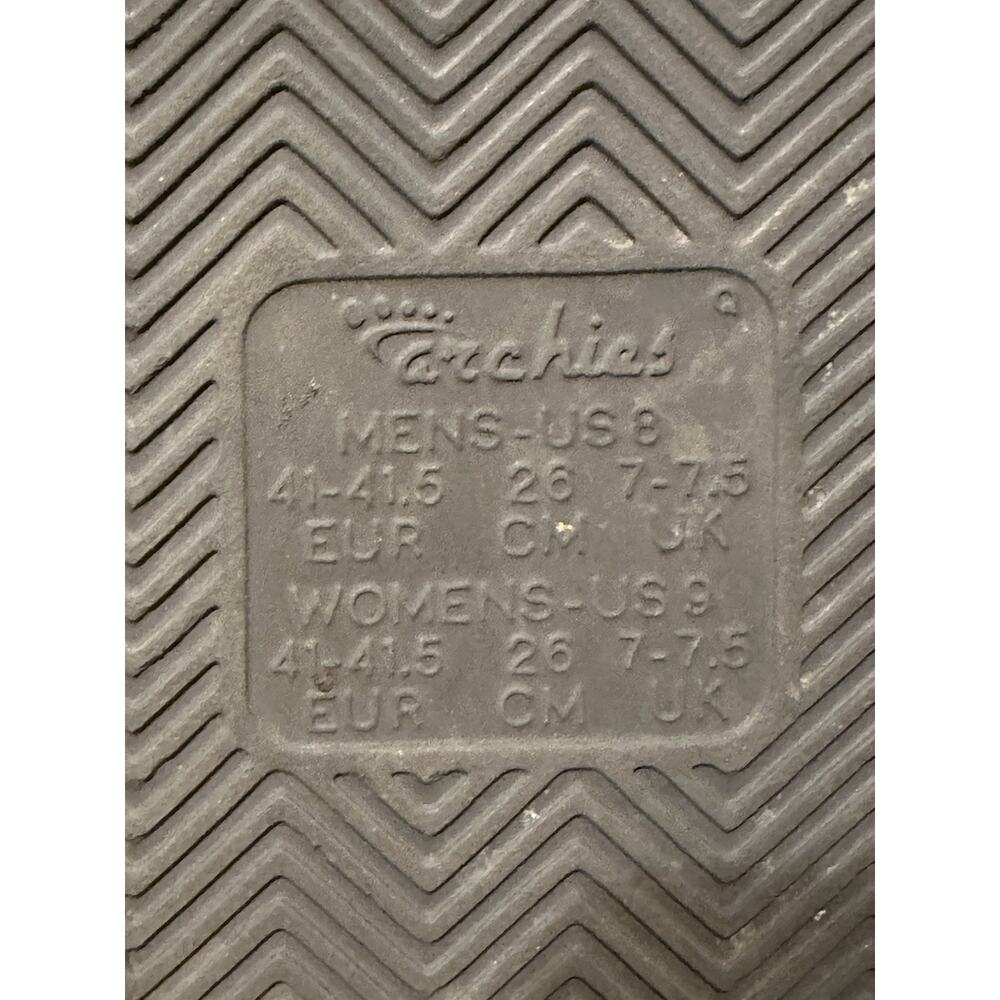 archies
MENS-US 8
41-41.5 26 7-7.5
EUR CM UK
WOMENS-US 9
41-41.5 26 7-7.5
EUR CM UK